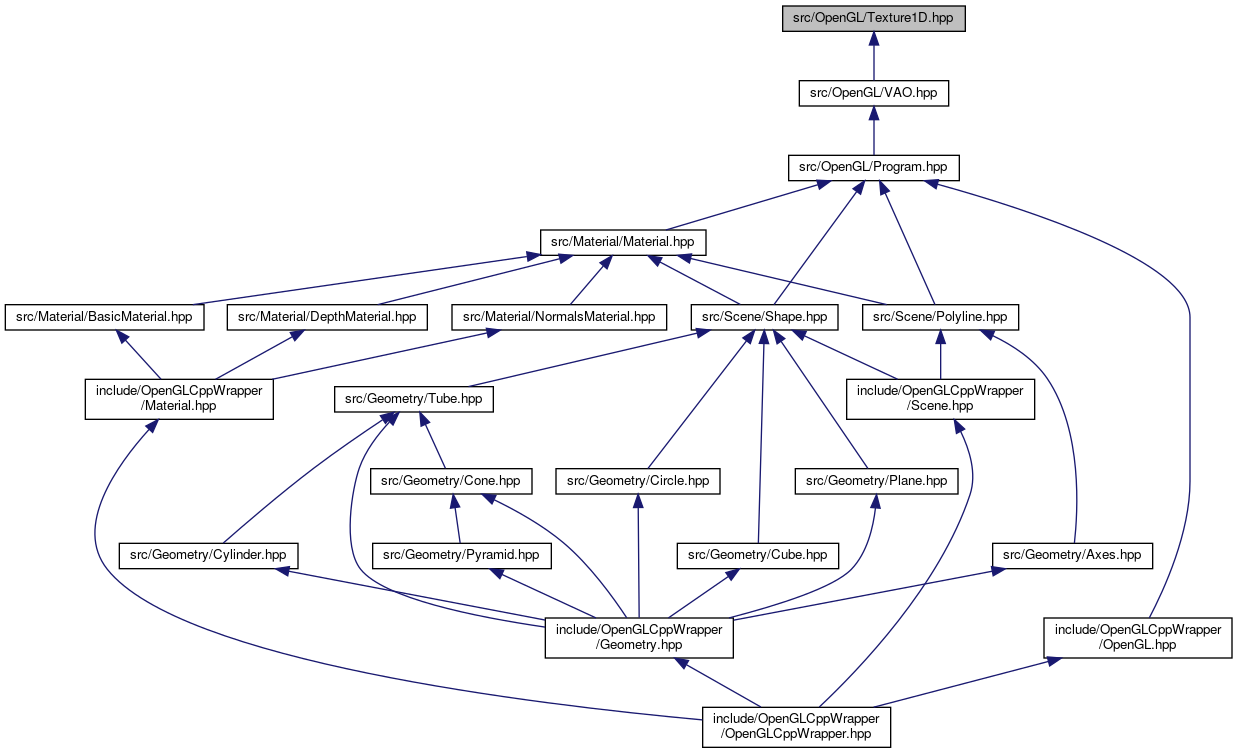 src/OpenGL/Texture1D.hpp
src/OpenGL/VAO.hpp
src/OpenGL/Program.hpp
src/Material/Material.hpp
src/Material/BasicMaterial.hpp
src/Material/DepthMaterial.hpp
src/Material/NormalsMaterial.hpp
src/Scene/Shape.hpp
src/Scene/Polyline.hpp
include/OpenGLCppWrapper
/Material.hpp
src/Geometry/Tube.hpp
include/OpenGLCppWrapper
/Scene.hpp
src/Geometry/Cone.hpp
src/Geometry/Circle.hpp
src/Geometry/Plane.hpp
src/Geometry/Cylinder.hpp
src/Geometry/Pyramid.hpp
src/Geometry/Cube.hpp
src/Geometry/Axes.hpp
include/OpenGLCppWrapper
/Geometry.hpp
include/OpenGLCppWrapper
/OpenGL.hpp
include/OpenGLCppWrapper
/OpenGLCppWrapper.hpp